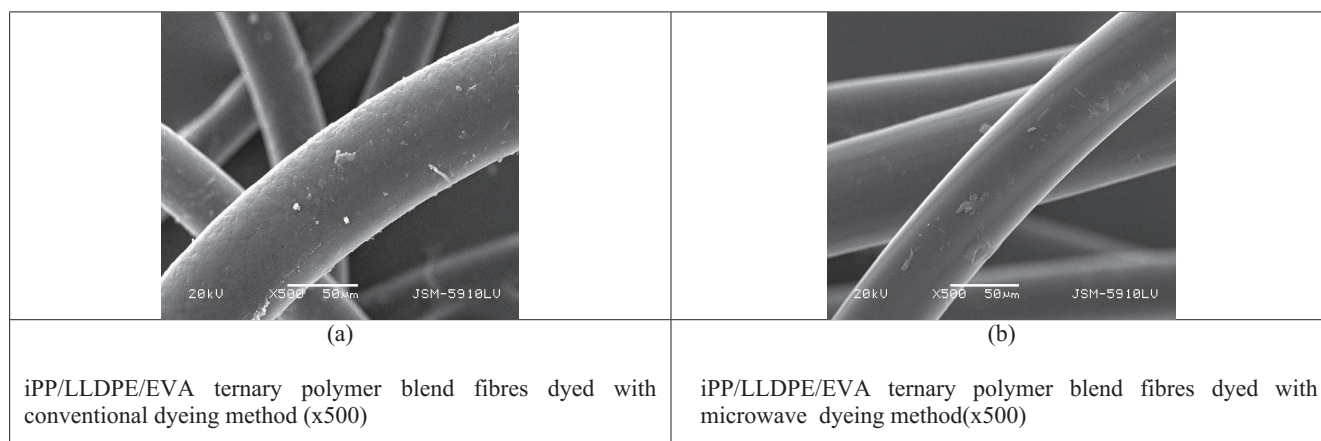 20kV X500 50µm JSM-5910LV
20kV X500 50µm JSM-5910LV
(a)
(b)
iPP/LLDPE/EVA ternary polymer blend fibres dyed with
conventional dyeing method (x500)
iPP/LLDPE/EVA ternary polymer blend fibres dyed with
microwave dyeing method(x500)